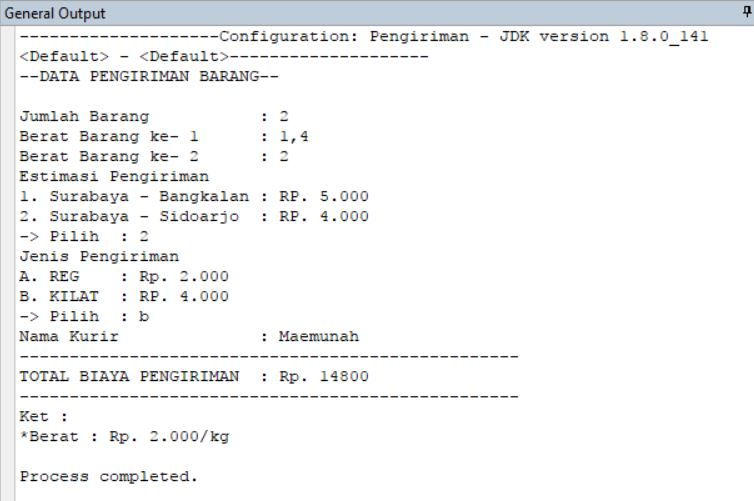 General Output
--------------------Configuration: Pengiriman - JDK version 1.8.0_141
<Default> - <Default>--------------------
--DATA PENGIRIMAN BARANG--
Jumlah Barang : 2
Berat Barang ke- 1 : 1,4
Berat Barang ke- 2 : 2
Estimasi Pengiriman
1. Surabaya - Bangkalan : RP. 5.000
2. Surabaya - Sidoarjo : RP. 4.000
-> Pilih : 2
Jenis Pengiriman
A. REG : Rp. 2.000
B. KILAT : RP. 4.000
-> Pilih : b
Nama Kurir : Maemunah
--------------------------------------------------
TOTAL BIAYA PENGIRIMAN : Rp. 14800
--------------------------------------------------
Ket :
*Berat : Rp. 2.000/kg
Process completed.